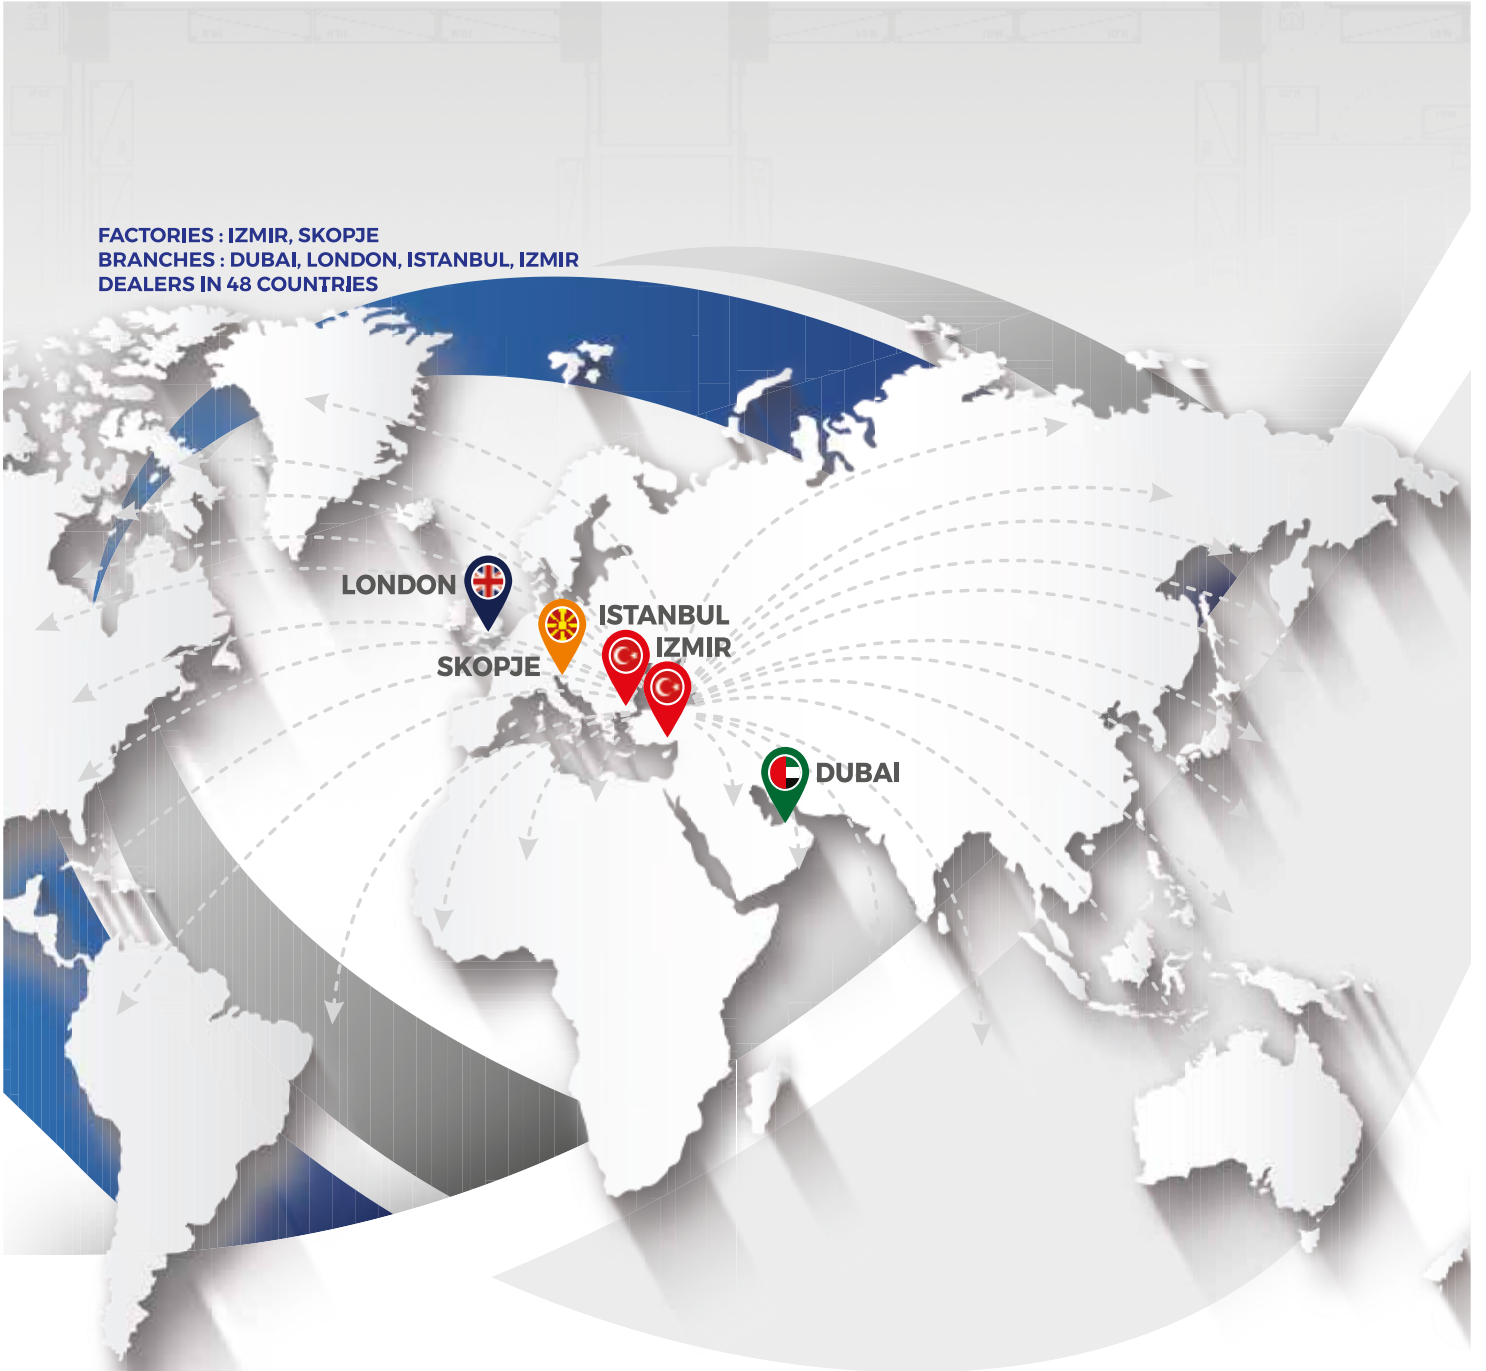 FACTORIES : IZMIR, SKOPJE
BRANCHES : DUBAI, LONDON, ISTANBUL, IZMIR
DEALERS IN 48 COUNTRIES
LONDON
ISTANBUL
IZMIR
SKOPJE
DUBAI